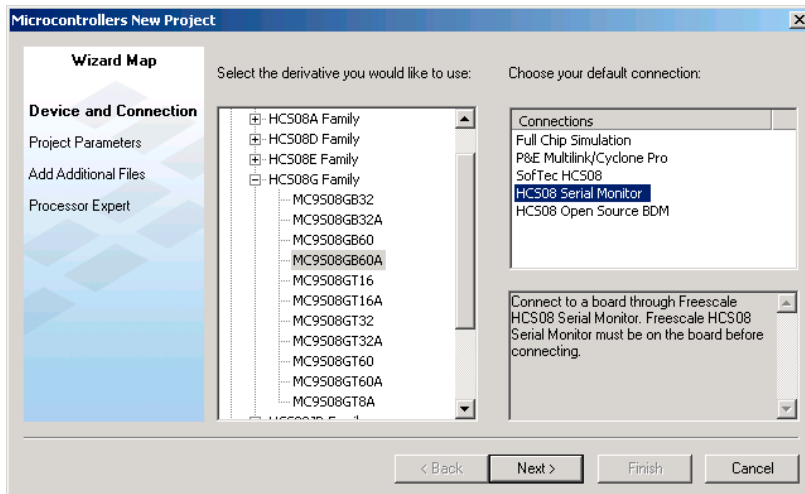 Microcontrollers New Project
Wizard Map
Device and Connection
Project Parameters
Add Additional Files
Processor Expert
Select the derivative you would like to use:
HCS08A Family
HCS08D Family
HCS08E Family
HCS08G Family
MC9S08GB32
MC9S08GB32A
MC9S08GB60
MC9S08GB60A
MC9S08GT16
MC9S08GT16A
MC9S08GT32
MC9S08GT32A
MC9S08GT60
MC9S08GT60A
MC9S08GT8A
Choose your default connection:
Connections
Full Chip Simulation
P&E Multilink/Cyclone Pro
SofTec HCS08
HCS08 Serial Monitor
HCS08 Open Source BDM
Connect to a board through Freescale
HCS08 Serial Monitor. Freescale HCS08
Serial Monitor must be on the board before
connecting.
< Back
Next >
Finish
Cancel